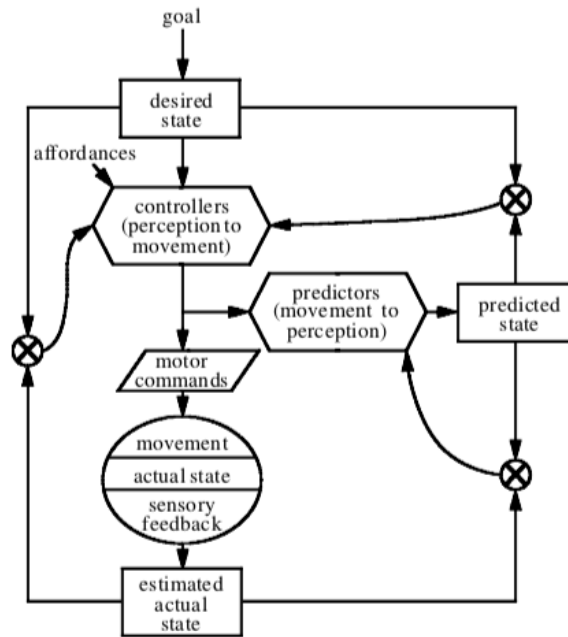 goal
desired
state
affordances
controllers
(perception to
movement)
predictors
(movement to
perception)
predicted
state
motor
commands
movement
actual state
sensory
feedback
estimated
actual
state